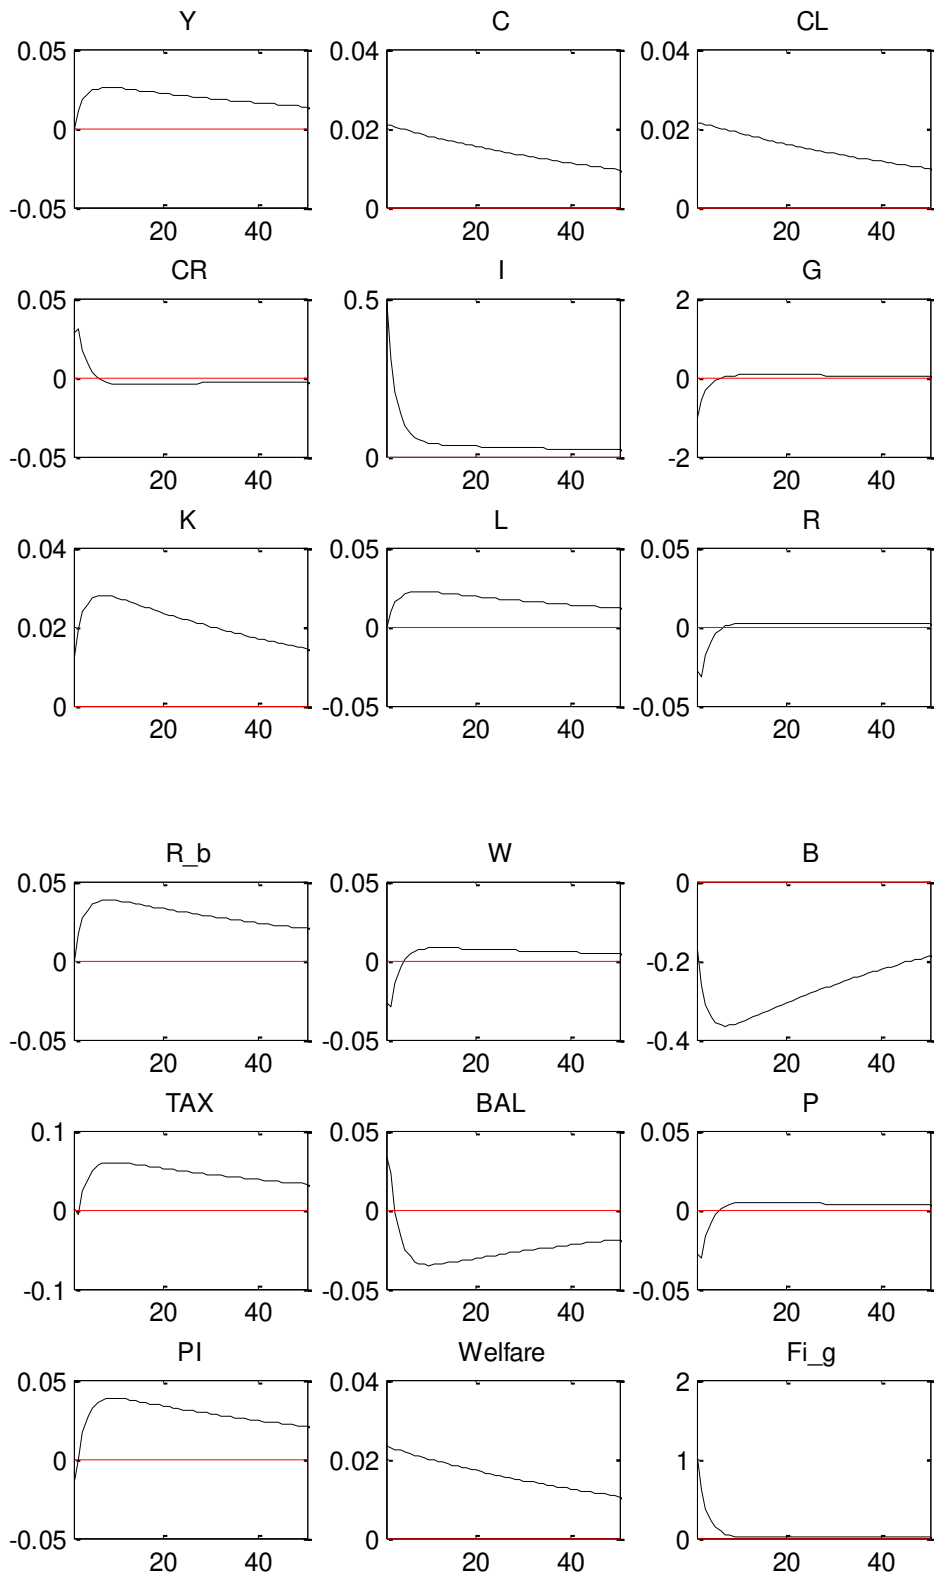 Y C CL
0.05 0.04 0.04
0 0.02 0.02
-0.05 0 0
20 40 20 40 20 40
CR I G
0.05 0.5 2
0 0
-0.05 0 -2
20 40 20 40 20 40
K L R
0.04 0.05 0.05
0.02 0 0
0 -0.05 -0.05
20 40 20 40 20 40
R_b W B
0.05 0.05 0
0 0 -0.2
-0.05 -0.05 -0.4
20 40 20 40 20 40
TAX BAL P
0.1 0.05 0.05
0 0 0
-0.1 -0.05 -0.05
20 40 20 40 20 40
PI Welfare Fi_g
0.05 0.04 2
0 0.02 1
-0.05 0 0
20 40 20 40 20 40